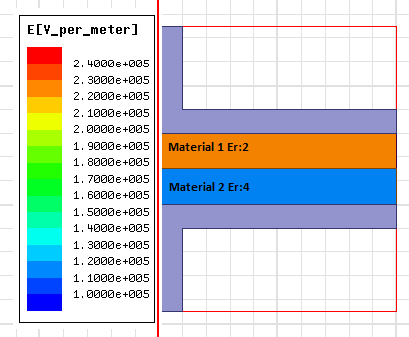 E[V_per_meter]
2.4000e+005
2.3000e+005
2.2000e+005
2.1000e+005
2.0000e+005
1.9000e+005
1.8000e+005
1.7000e+005
1.6000e+005
1.5000e+005
1.4000e+005
1.3000e+005
1.2000e+005
1.1000e+005
1.0000e+005
Material 1 Er:2
Material 2 Er:4